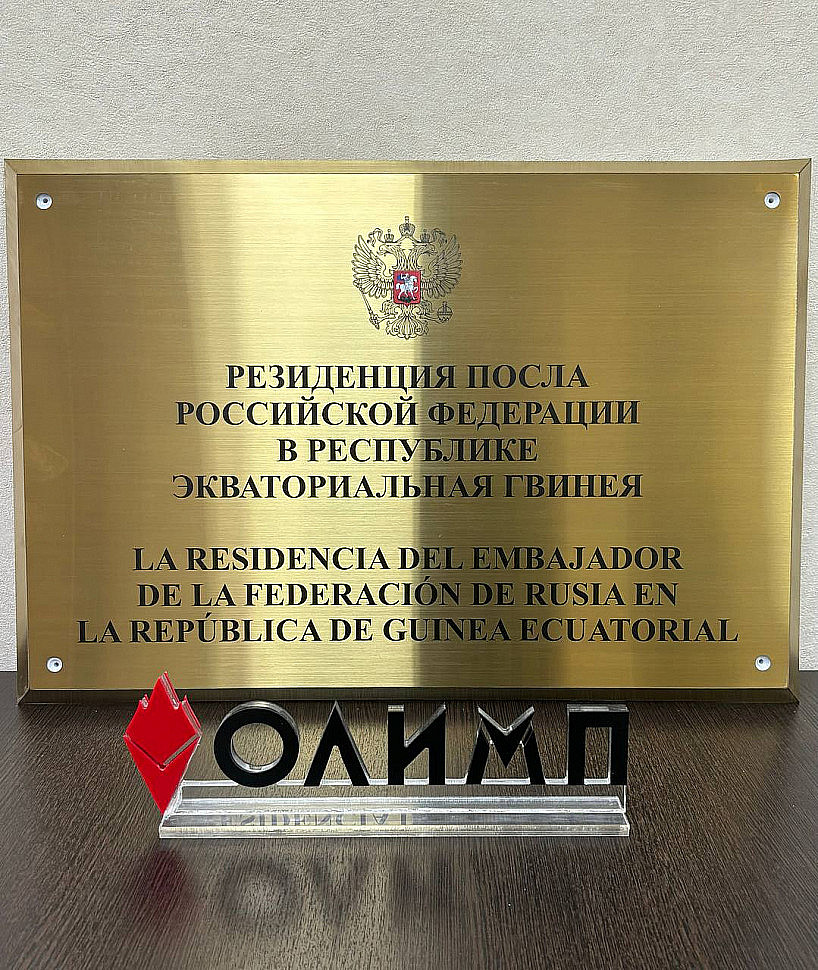 РЕЗИДЕНЦИЯ ПОСЛА
РОССИЙСКОЙ ФЕДЕРАЦИИ
В РЕСПУБЛИКЕ
ЭКВАТОРИАЛЬНАЯ ГВИНЕЯ
LA RESIDENCIA DEL EMBAJADOR
DE LA FEDERACIÓN DE RUSIA EN
LA REPÚBLICA DE GUINEA ECUATORIAL
ОЛИМП